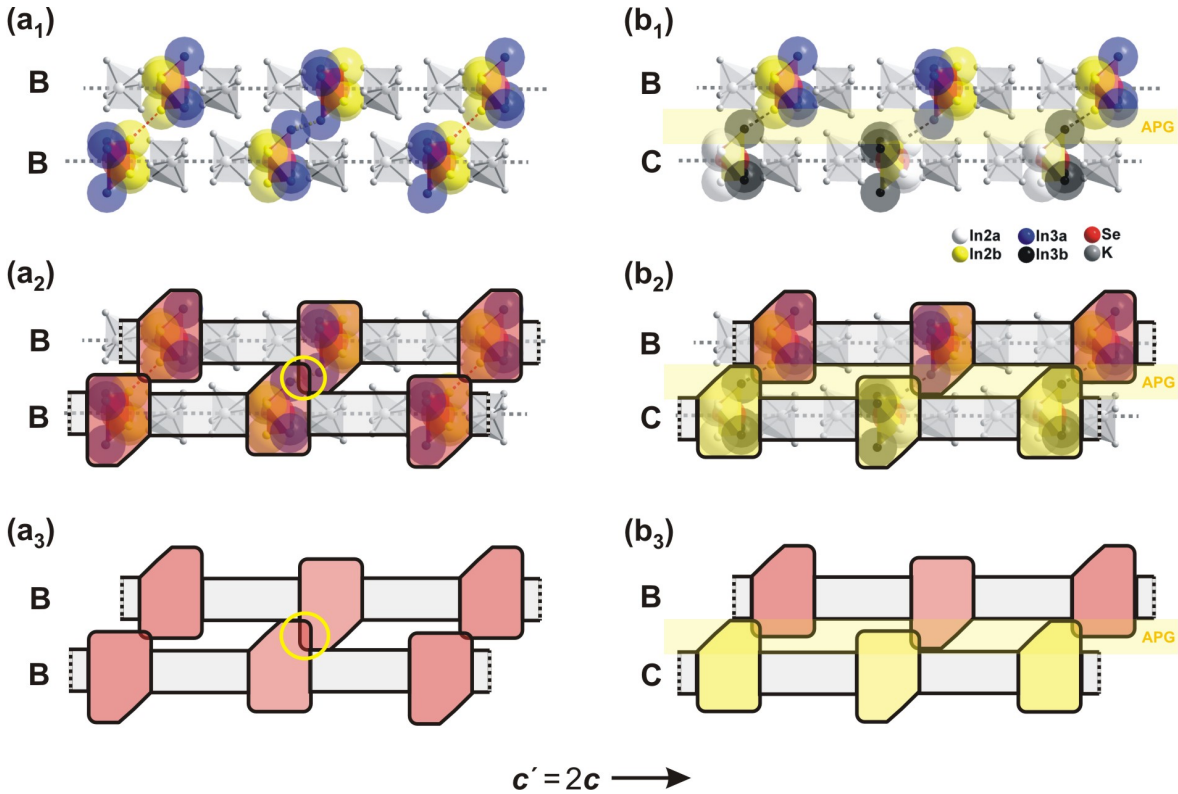 (a₁)
(b₁)
B
B
APG
B
C
In2a In3a Se
In2b In3b K
(a₂)
(b₂)
B
B
APG
B
C
(a₃)
(b₃)
B
B
APG
B
C
c´ = 2c